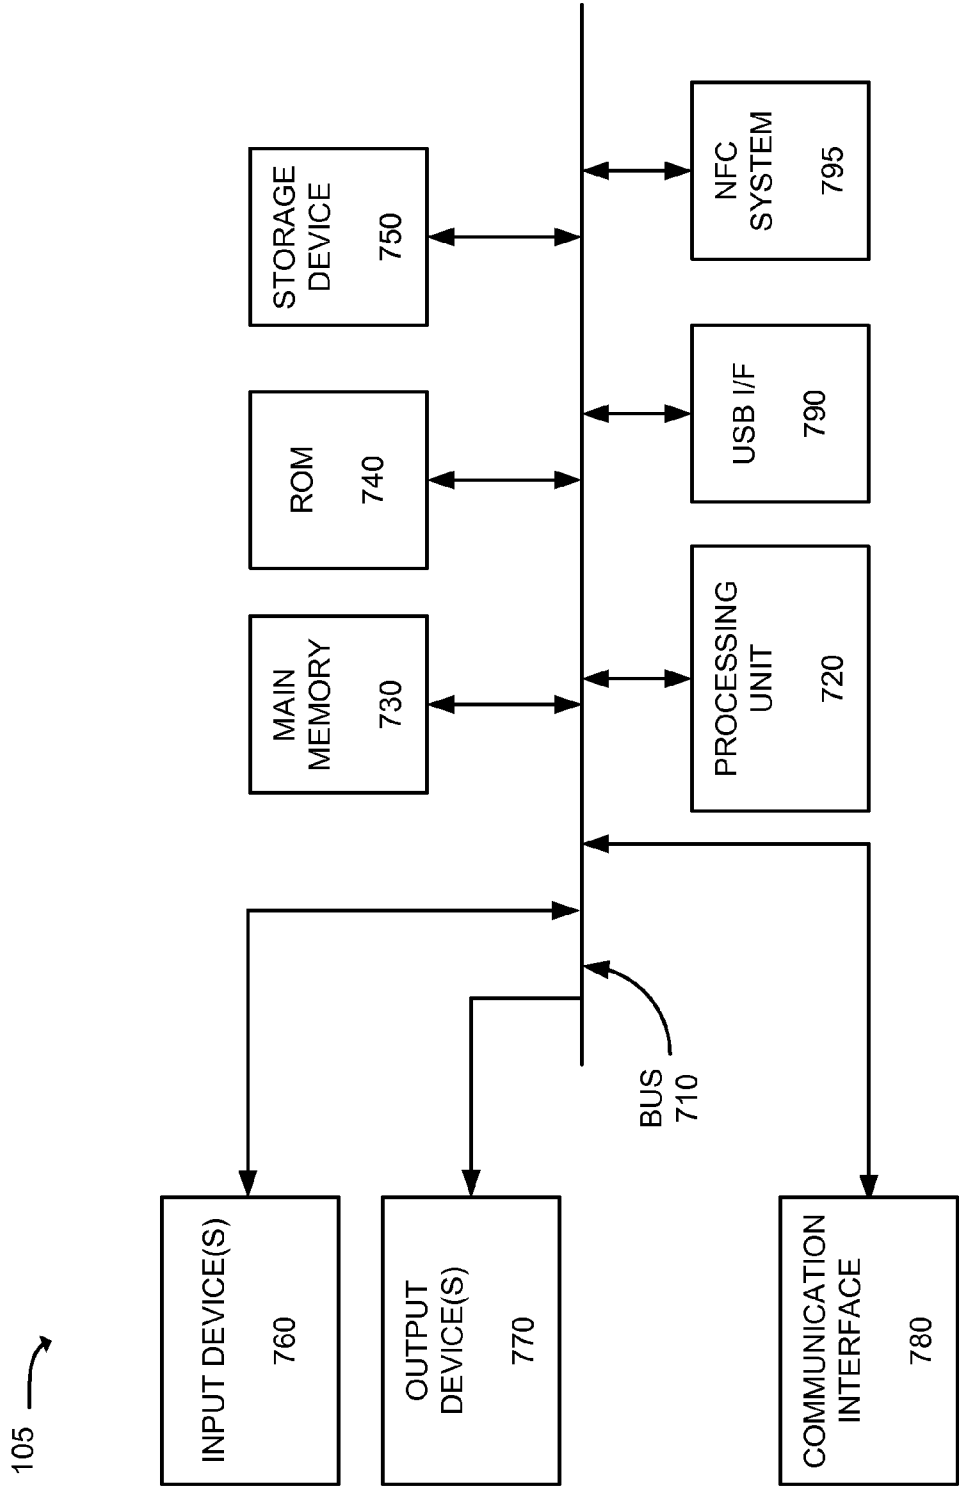 105
INPUT DEVICE(S)
760
OUTPUT
DEVICE(S)
770
COMMUNICATION
INTERFACE
780
BUS
710
MAIN
MEMORY
730
ROM
740
STORAGE
DEVICE
750
PROCESSING
UNIT
720
USB I/F
790
NFC
SYSTEM
795